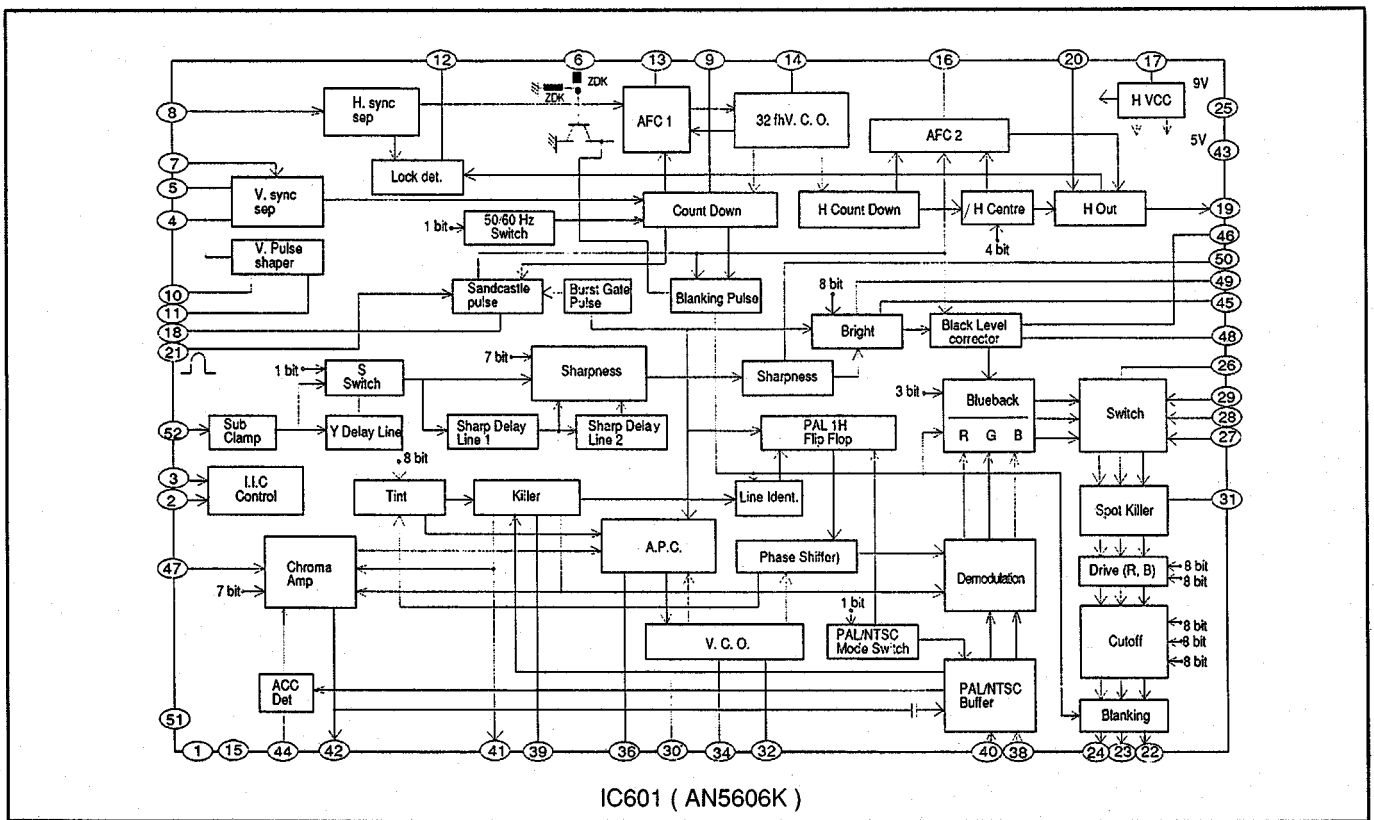 12 6 9 13 14 16 20 17
ZDK
ZDK
9V
8
H. sync
sep
AFC 1
32 fhV. C. O.
H VCC
25
AFC 2
5V
43
7
Lock det.
5
V. sync
sep
4
Count Down
H Count Down
/ H Centre
H Out
19
1 bit
50/60 Hz
Switch
4 bit
46
V. Pulse
shaper
50
10
Sandcastle
pulse
Burst Gate
Pulse
Blanking Pulse
8 bit
49
11
45
18
Bright
Black Level
corrector
48
21
1 bit
S
Switch
7 bit
Sharpness
Sharpness
26
3 bit
Blueback
Switch
29
28
27
52
Sub
Clamp
Y Delay Line
Sharp Delay
Line 1
Sharp Delay
Line 2
PAL 1H
Flip Flop
R G B
8 bit
3
I.I.C
Control
2
Tint
Killer
Line Ident.
Spot Killer
31
A.P.C.
Phase Shiffer)
47
Chroma
Amp
7 bit
Demodulation
Drive (R, B)
8 bit
8 bit
1 bit
V. C. O.
PAL/NTSC
Mode Switch
Cutoff
8 bit
8 bit
8 bit
ACC
Det
PAL/NTSC
Buffer
Blanking
51
1 15 44 42 41 39 36 30 34 32 40 38 24 23 22
IC601 ( AN5606K )